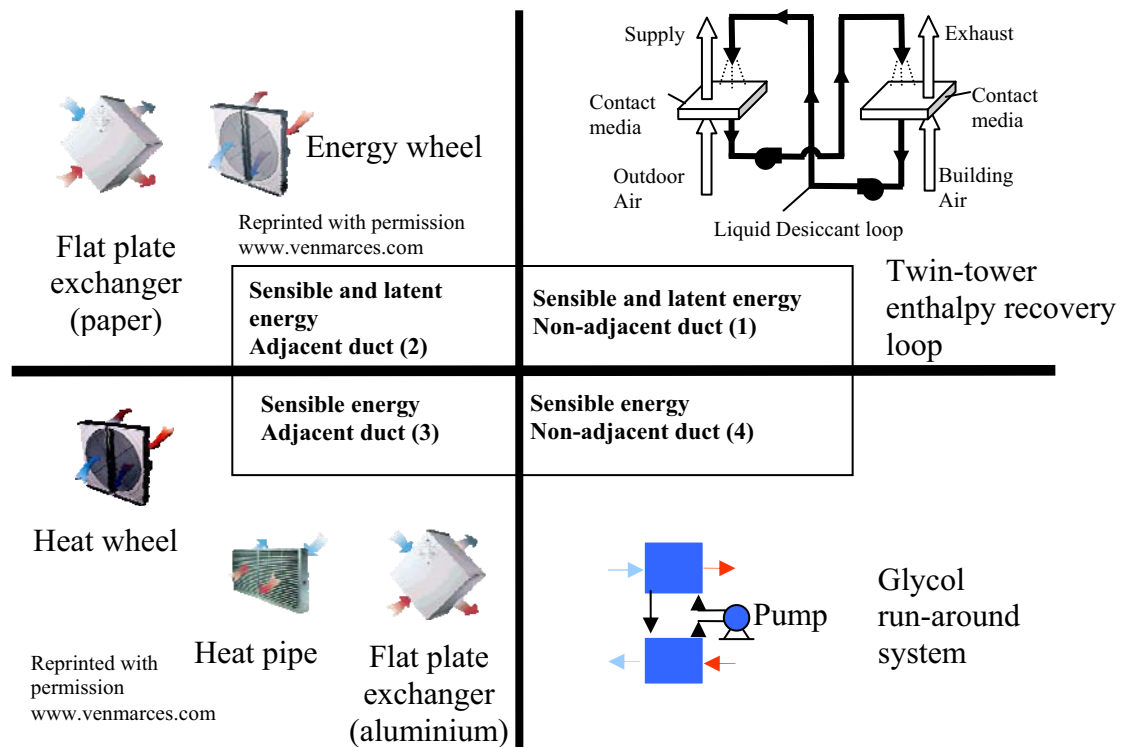 Energy wheel
Reprinted with permission
www.venmarces.com
Flat plate
exchanger
(paper)
Sensible and latent
energy
Adjacent duct (2)
Supply
Exhaust
Contact
media
Contact
media
Outdoor
Air
Building
Air
Liquid Desiccant loop
Sensible and latent energy
Non-adjacent duct (1)
Twin-tower
enthalpy recovery
loop
Sensible energy
Adjacent duct (3)
Heat wheel
Heat pipe
Flat plate
exchanger
(aluminium)
Reprinted with
permission
www.venmarces.com
Sensible energy
Non-adjacent duct (4)
Pump
Glycol
run-around
system